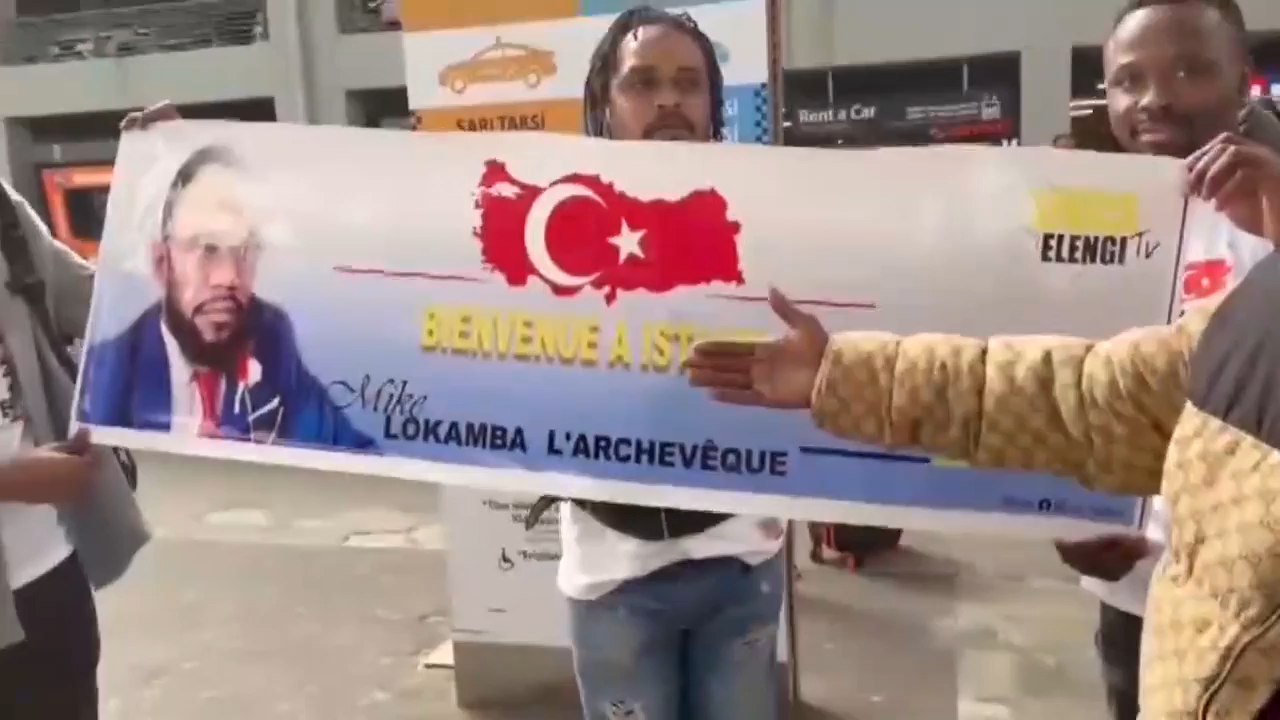 SARI TAKSİ
Rent a Car
ELENGI Tv
BIENVENUE A IST
Mike
LOKAMBA L'ARCHEVÊQUE